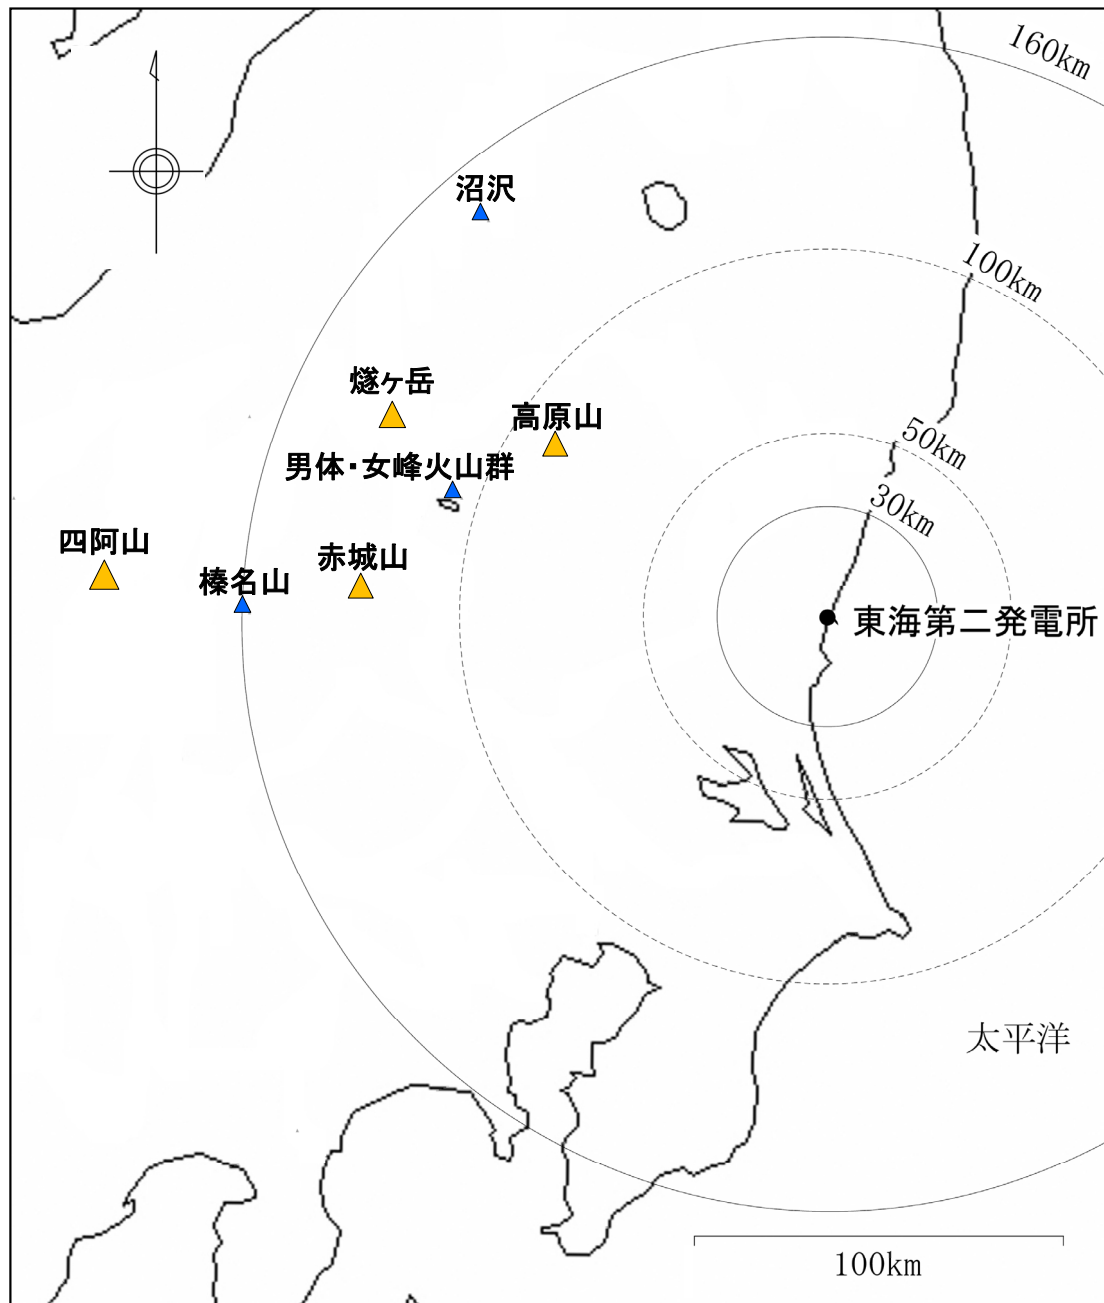 160km
沼沢
100km
燧ヶ岳
高原山
50km
男体・女峰火山群
30km
四阿山
赤城山
榛名山
東海第二発電所
太平洋
100km